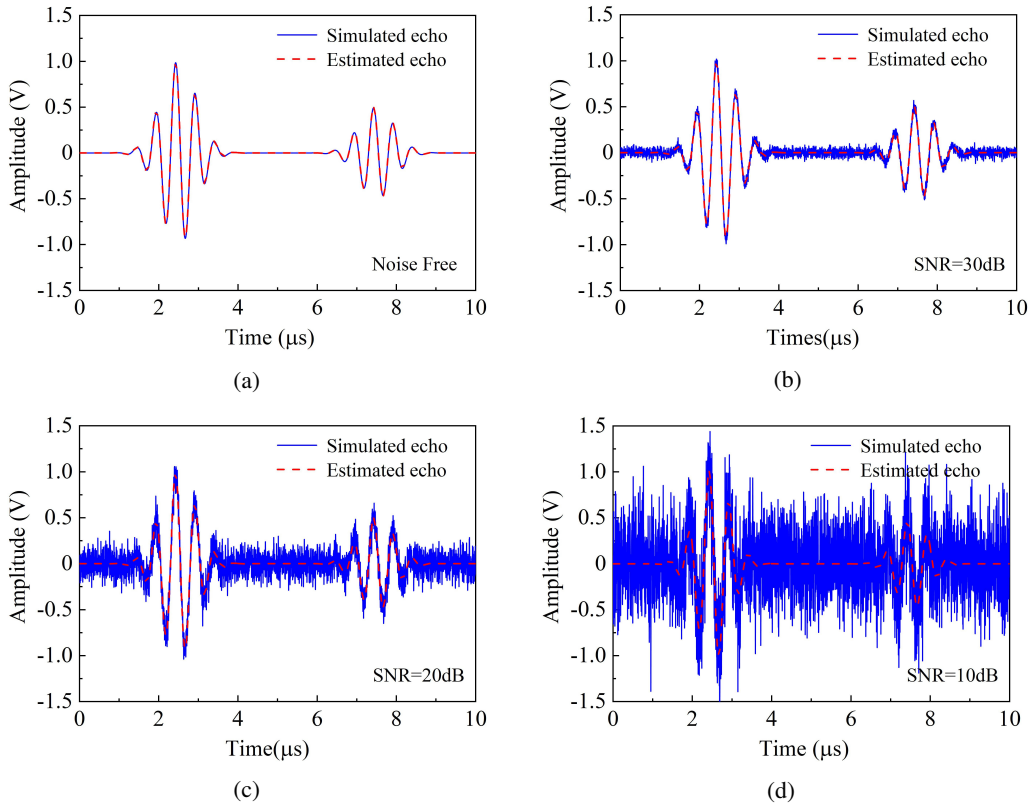 1.5
1.0
0.5
0
-0.5
-1.0
-1.5
Amplitude (V)
Simulated echo
Estimated echo
Noise Free
0 2 4 6 8 10
Time (μs)
(a)
1.5
1.0
0.5
0
-0.5
-1.0
-1.5
Amplitude (V)
Simulated echo
Estimated echo
SNR=30dB
0 2 4 6 8 10
Times(μs)
(b)
1.5
1.0
0.5
0
-0.5
-1.0
-1.5
Amplitude (V)
Simulated echo
Estimated echo
SNR=20dB
0 2 4 6 8 10
Time(μs)
(c)
1.5
1.0
0.5
0
-0.5
-1.0
-1.5
Amplitude (V)
Simulated echo
Estimated echo
SNR=10dB
0 2 4 6 8 10
Time (μs)
(d)